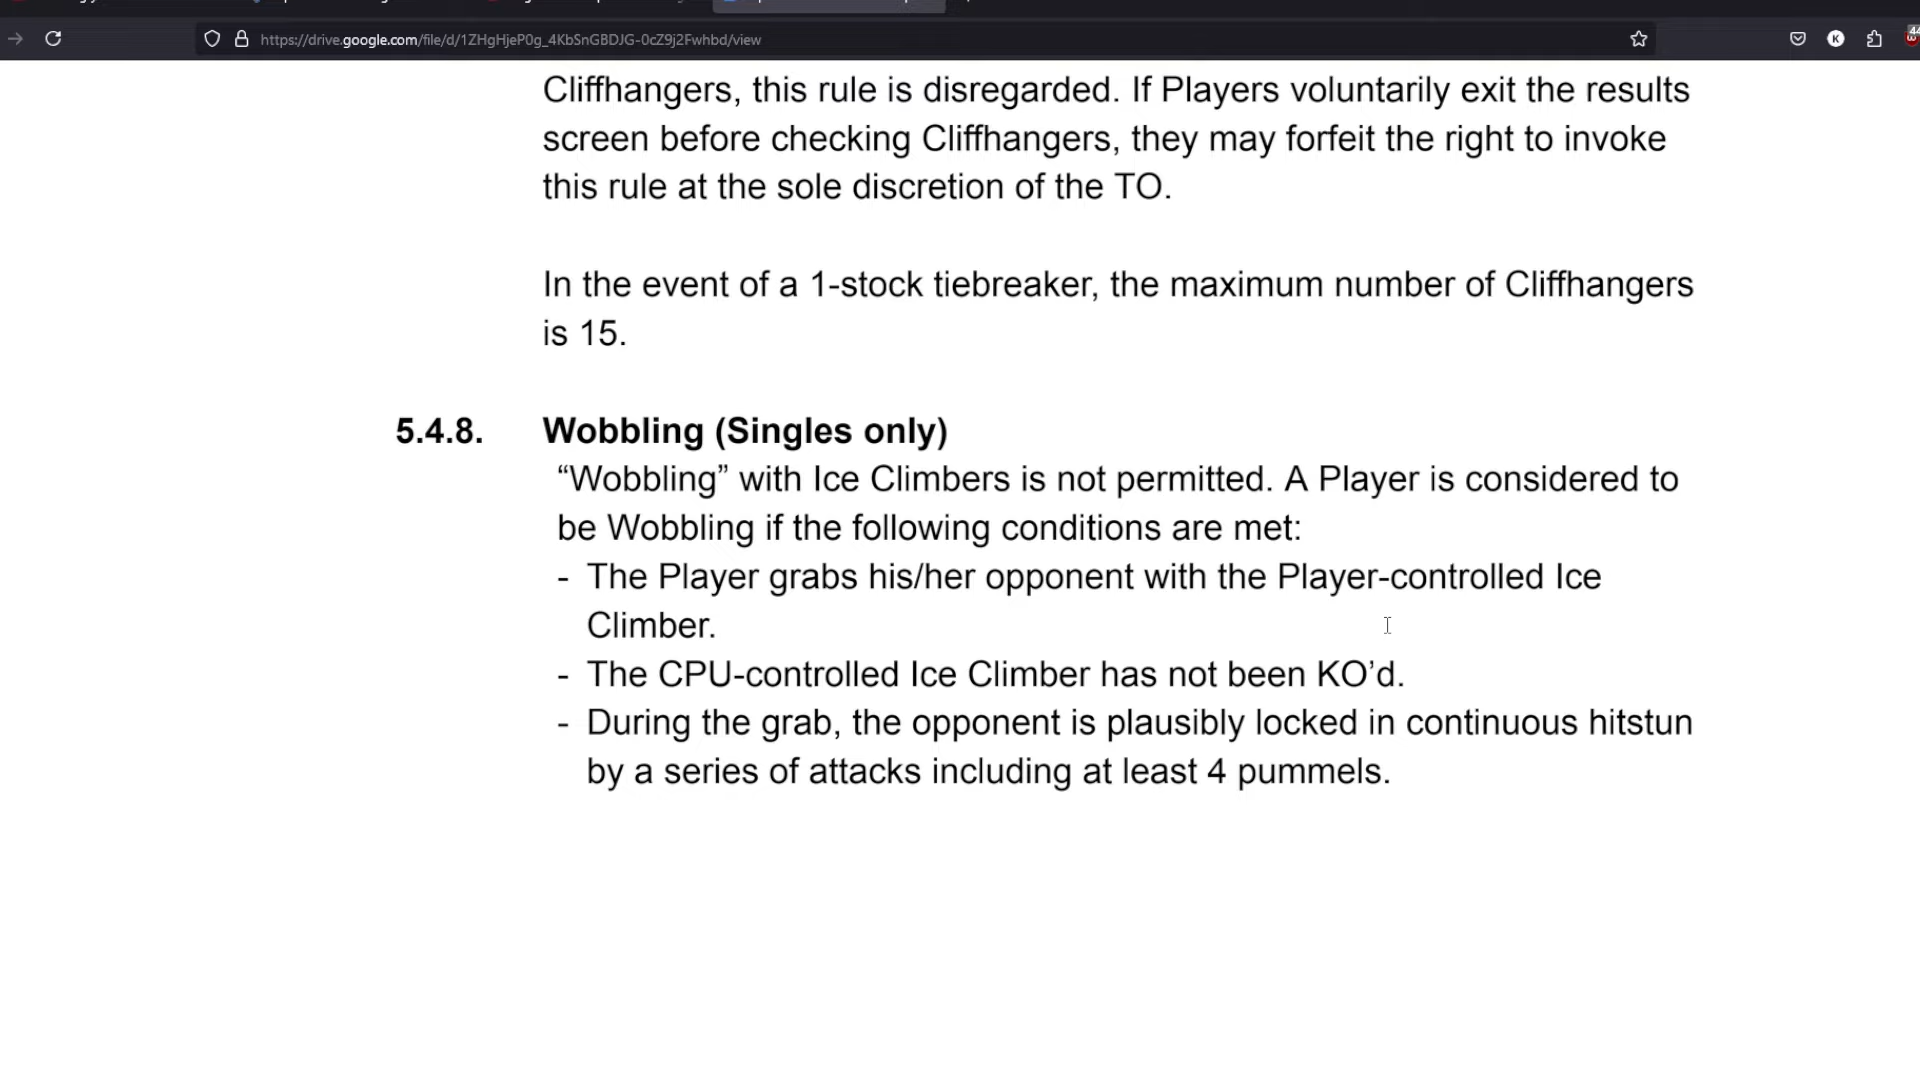 https://drive.google.com/file/d/1ZHgHjeP0g_4KbSnGBDJG-0cZ9j2Fwhbd/view
K
44
Cliffhangers, this rule is disregarded. If Players voluntarily exit the results
screen before checking Cliffhangers, they may forfeit the right to invoke
this rule at the sole discretion of the TO.
In the event of a 1-stock tiebreaker, the maximum number of Cliffhangers
is 15.
5.4.8. Wobbling (Singles only)
“Wobbling” with Ice Climbers is not permitted. A Player is considered to
be Wobbling if the following conditions are met:
- The Player grabs his/her opponent with the Player-controlled Ice
Climber.
- The CPU-controlled Ice Climber has not been KO’d.
- During the grab, the opponent is plausibly locked in continuous hitstun
by a series of attacks including at least 4 pummels.